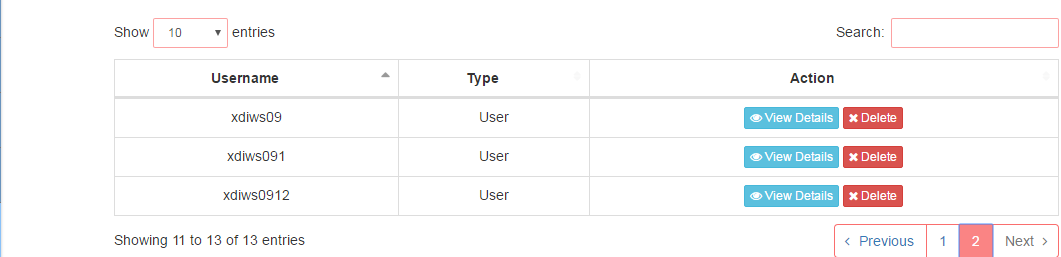 Show 10 entries Search:
Username Type Action
xdiws09 User View Details Delete
xdiws091 User View Details Delete
xdiws0912 User View Details Delete
Showing 11 to 13 of 13 entries Previous 1 2 Next